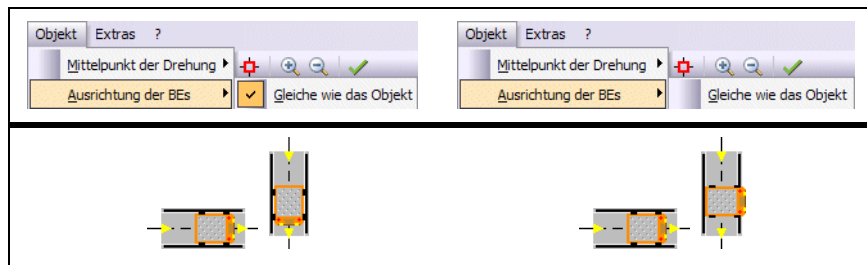 Objekt Extras ?
Mittelpunkt der Drehung
Ausrichtung der BEs Gleiche wie das Objekt
Objekt Extras ?
Mittelpunkt der Drehung
Ausrichtung der BEs Gleiche wie das Objekt